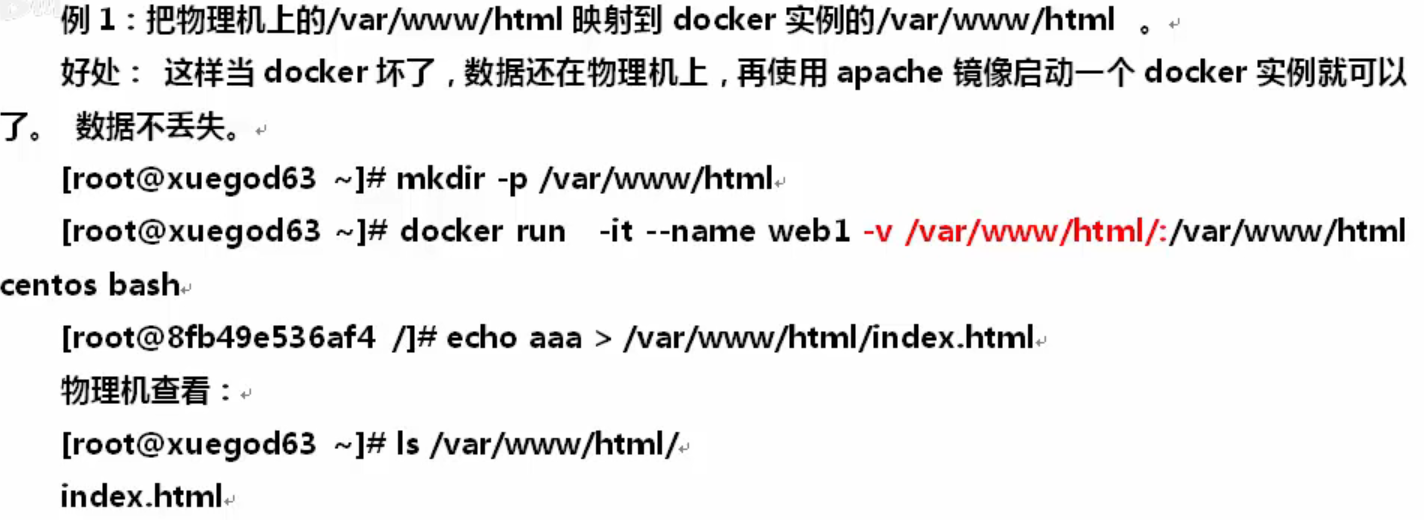 例 1：把物理机上的/var/www/html 映射到 docker 实例的/var/www/html 。
好处： 这样当 docker 坏了，数据还在物理机上，再使用 apache 镜像启动一个 docker 实例就可以
了。 数据不丢失。
[root@xuegod63 ~]# mkdir -p /var/www/html
[root@xuegod63 ~]# docker run -it --name web1 -v /var/www/html/:/var/www/html
centos bash
[root@8fb49e536af4 /]# echo aaa > /var/www/html/index.html
物理机查看：
[root@xuegod63 ~]# ls /var/www/html/
index.html